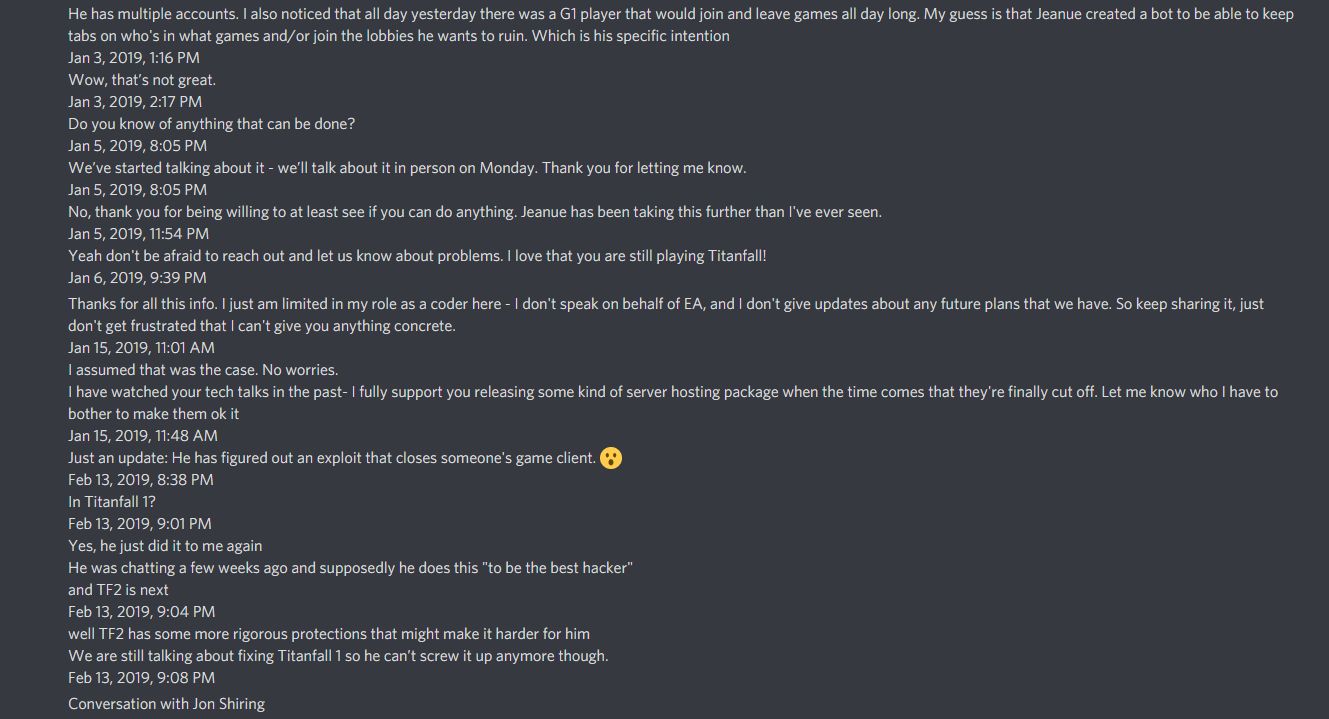 He has multiple accounts. I also noticed that all day yesterday there was a G1 player that would join and leave games all day long. My guess is that Jeanue created a bot to be able to keep
tabs on who's in what games and/or join the lobbies he wants to ruin. Which is his specific intention
Jan 3, 2019, 1:16 PM
Wow, that's not great.
Jan 3, 2019, 2:17 PM
Do you know of anything that can be done?
Jan 5, 2019, 8:05 PM
We've started talking about it - we'll talk about it in person on Monday. Thank you for letting me know.
Jan 5, 2019, 8:05 PM
No, thank you for being willing to at least see if you can do anything. Jeanue has been taking this further than I've ever seen.
Jan 5, 2019, 11:54 PM
Yeah don't be afraid to reach out and let us know about problems. I love that you are still playing Titanfall!
Jan 6, 2019, 9:39 PM
Thanks for all this info. I just am limited in my role as a coder here - I don't speak on behalf of EA, and I don't give updates about any future plans that we have. So keep sharing it, just
don't get frustrated that I can't give you anything concrete.
Jan 15, 2019, 11:01 AM
I assumed that was the case. No worries.
I have watched your tech talks in the past- I fully support you releasing some kind of server hosting package when the time comes that they're finally cut off. Let me know who I have to
bother to make them ok it
Jan 15, 2019, 11:48 AM
Just an update: He has figured out an exploit that closes someone's game client. 😮
Feb 13, 2019, 8:38 PM
In Titanfall 1?
Feb 13, 2019, 9:01 PM
Yes, he just did it to me again
He was chatting a few weeks ago and supposedly he does this "to be the best hacker"
and TF2 is next
Feb 13, 2019, 9:04 PM
well TF2 has some more rigorous protections that might make it harder for him
We are still talking about fixing Titanfall 1 so he can't screw it up anymore though.
Feb 13, 2019, 9:08 PM
Conversation with Jon Shiring